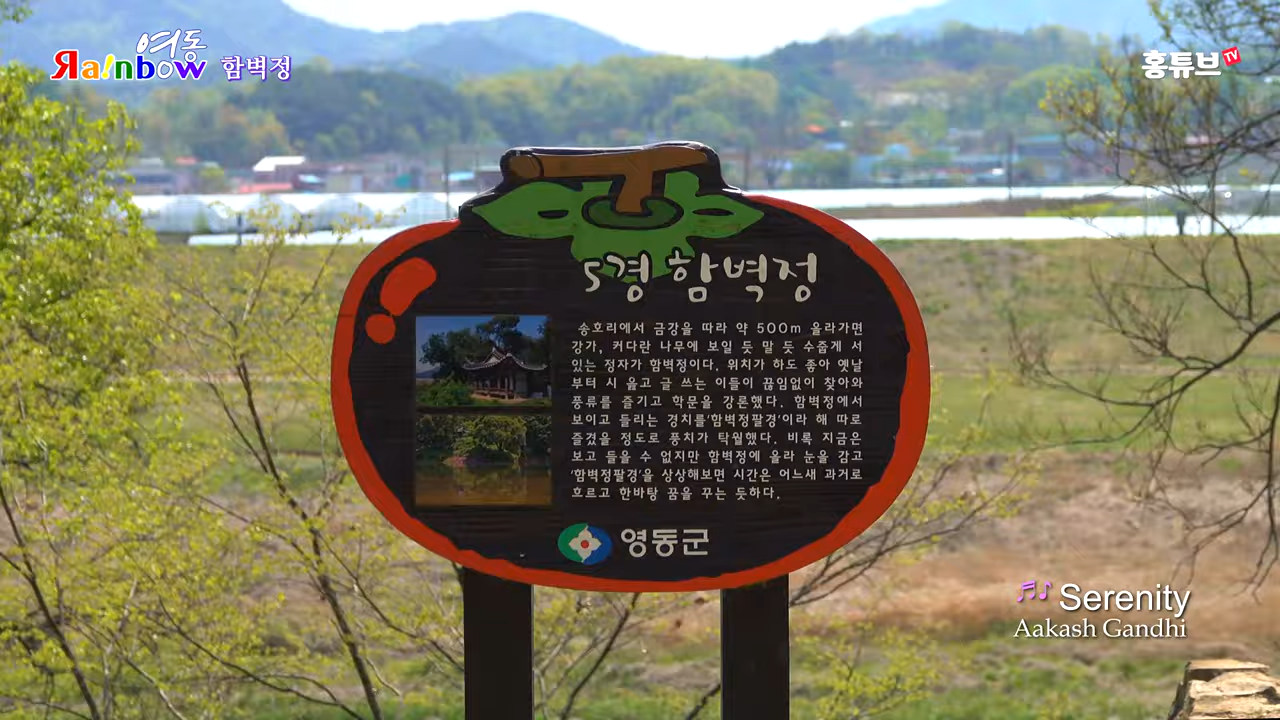 영동
Rainbow 함벽정
홍튜브 TV
5경 함벽정
송호리에서 금강을 따라 약 500m 올라가면
강가, 커다란 나무에 보일 듯 말 듯 수줍게 서
있는 정자가 함벽정이다. 위치가 하도 좋아 옛날
부터 시 읊고 글 쓰는 이들이 끊임없이 찾아와
풍류를 즐기고 학문을 강론했다. 함벽정에서
보이고 들리는 경치를'함벽정팔경'이라 해 따로
즐겼을 정도로 풍치가 탁월했다. 비록 지금은
보고 들을 수 없지만 함벽정에 올라 눈을 감고
'함벽정팔경'을 상상해보면 시간은 어느새 과거로
흐르고 한바탕 꿈을 꾸는 듯하다.
영동군
Serenity
Aakash Gandhi